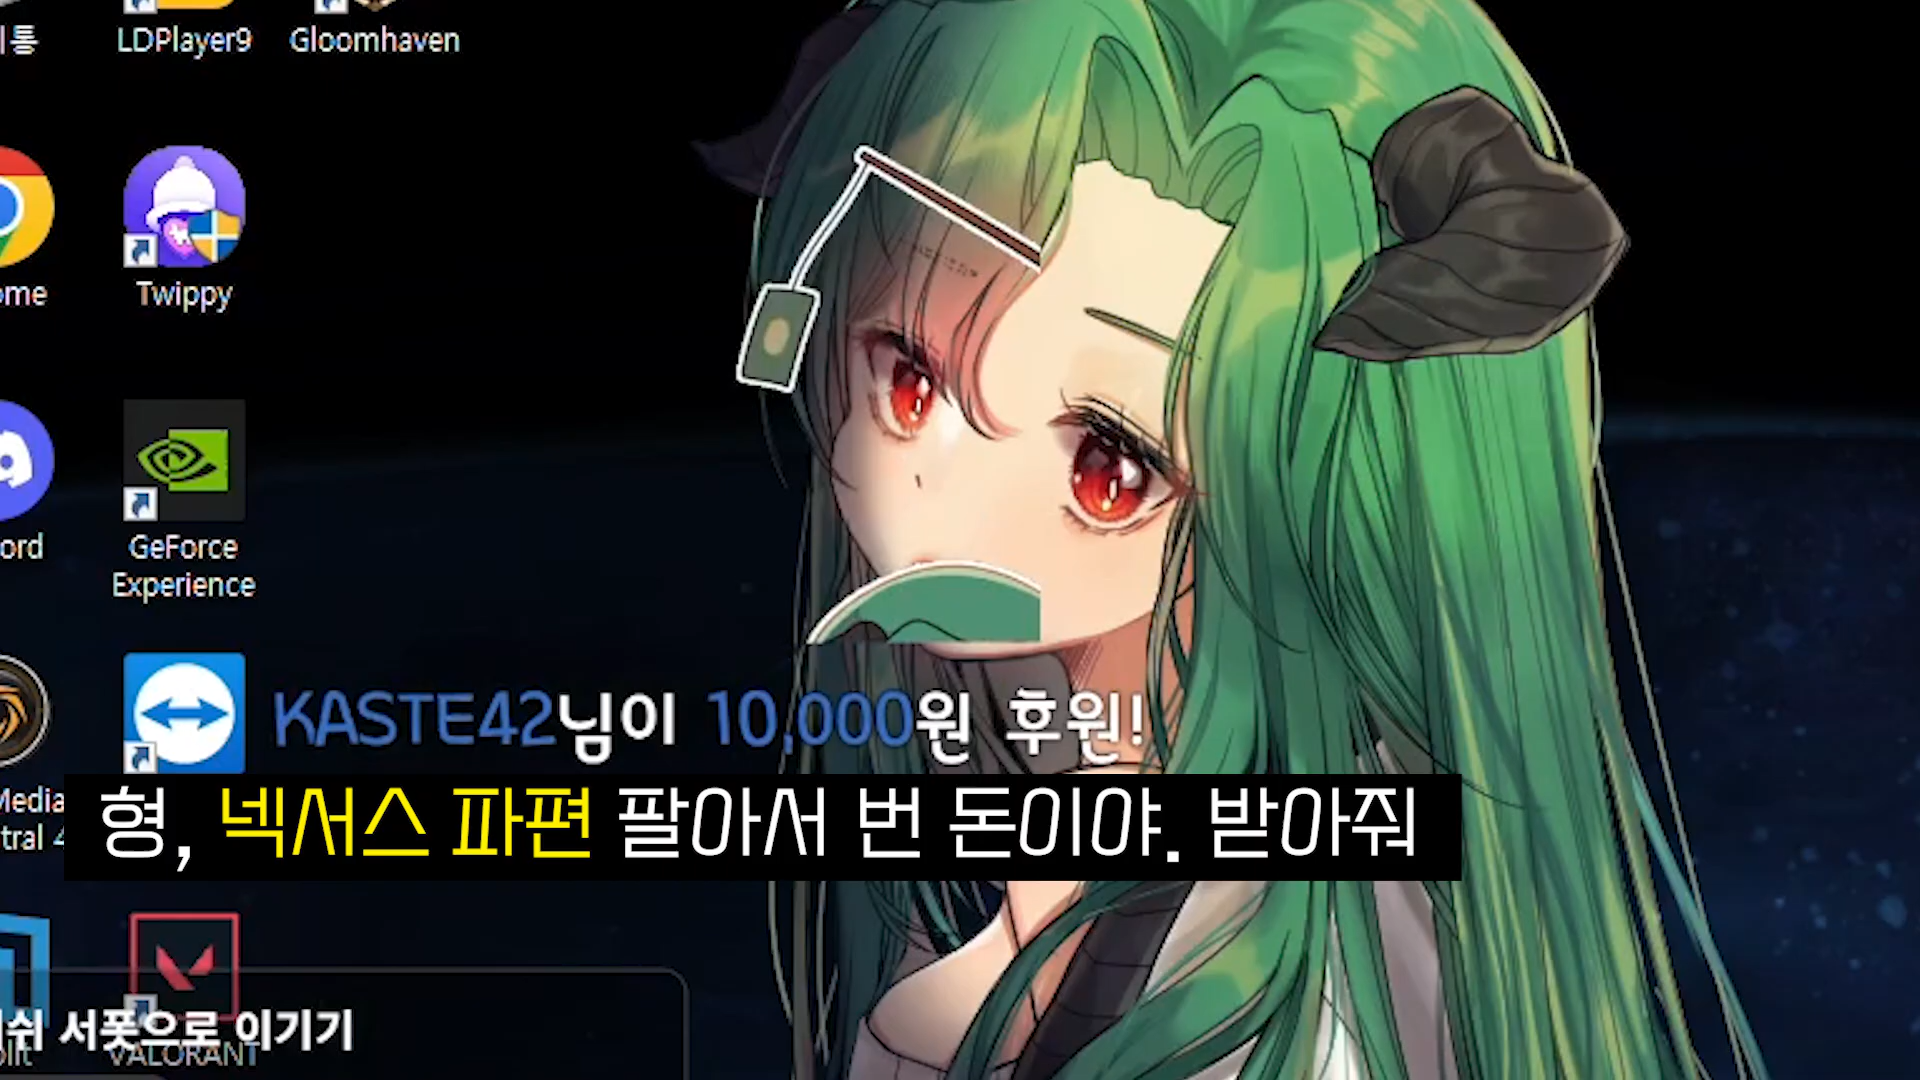 LDPlayer9
Gloomhaven
Twippy
GeForce
Experience
KASTE42님이 10,000원 후원!
형, 넥서스 파편 팔아서 번 돈이야. 받아줘
서폿으로 이기기
VALORANT